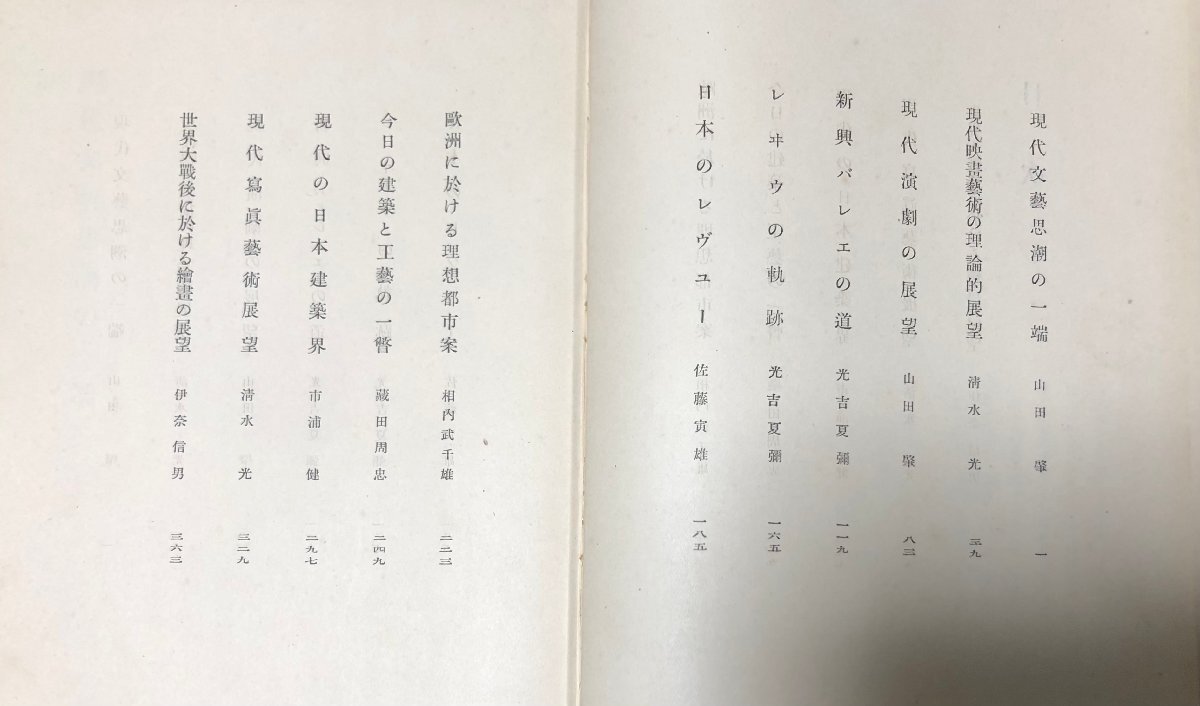 現代文藝思潮の一端 山田肇 一
現代映畫藝術の理論的展望 清水光 三九
現代演劇の展望 山田肇 八三
新興バレエの道 光吉夏彌 一一九
レヰウの軌跡 光吉夏彌 一六五
日本のレヴユー 佐藤寅雄 一八五
歐洲に於ける理想都市案 相內武千雄 二二三
今日の建築と工藝の一瞥 藏田周忠 二四九
現代の日本建築界 市浦健 二九七
現代寫眞藝術展望 淸水光 三二九
世界大戰後に於ける繪畫の展望 伊奈信男 三六三